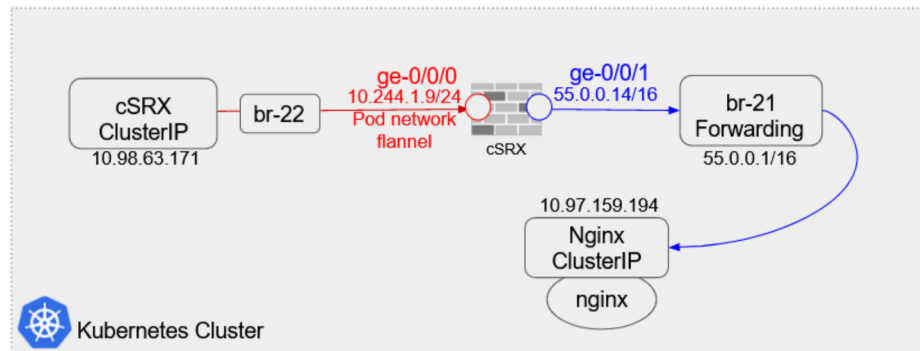 cSRX
ClusterIP
10.98.63.171
br-22
ge-0/0/0
10.244.1.9/24
Pod network
flannel
cSRX
ge-0/0/1
55.0.0.14/16
br-21
Forwarding
55.0.0.1/16
10.97.159.194
Nginx
ClusterIP
nginx
Kubernetes Cluster